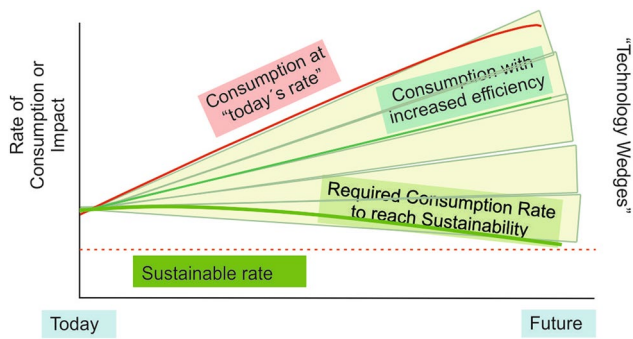 Rate of
Consumption or
Impact
Consumption at
“today´s rate”
Consumption with
increased efficiency
“Technology Wedges”
Required Consumption Rate
to reach Sustainability
Sustainable rate
Today
Future